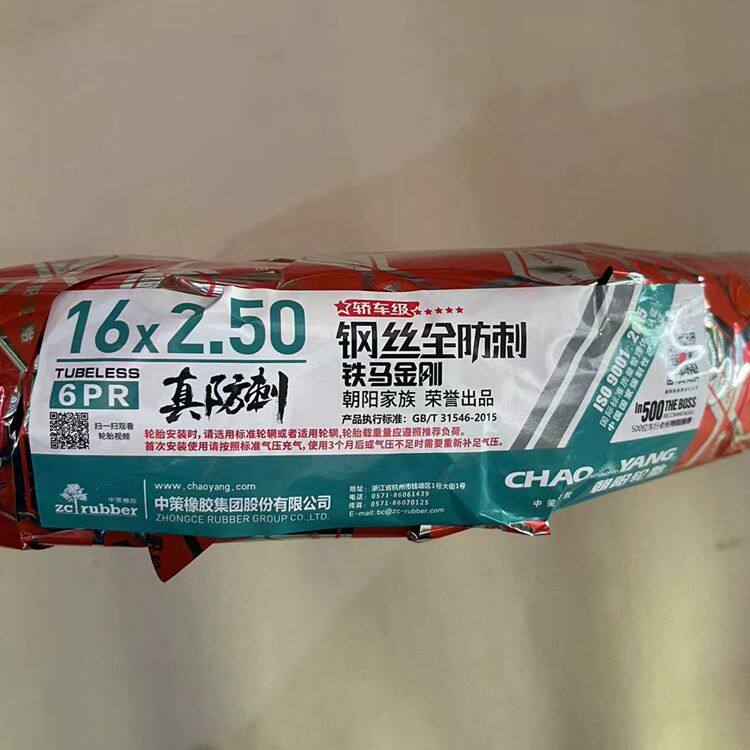 16x2.50
TUBELESS
6PR
真防刺
扫一扫观看
轮胎视频
轿车级
钢丝全防刺
铁马金刚
朝阳家族 荣誉出品
产品执行标准：GB/T 31546-2015
轮胎安装时,请选用标准轮辋或者适用轮辋,轮胎载重量应遵照推荐负荷。
首次安装使用请按照标准气压充气,使用3个月后或气压不足时需要重新补足气压。
中策橡胶
zc rubber
www.chaoyang.com
中策橡胶集团股份有限公司
ZHONGCE RUBBER GROUP CO.,LTD.
地址：浙江省杭州市钱塘区1号大街1号
电话：0571-86061439
传真：0571-86070125
E-mail: bc@zc-rubber.com
ISO 9001
In500 THE BOSS
RECOMMENDED
CHAO YANG
朝阳轮胎